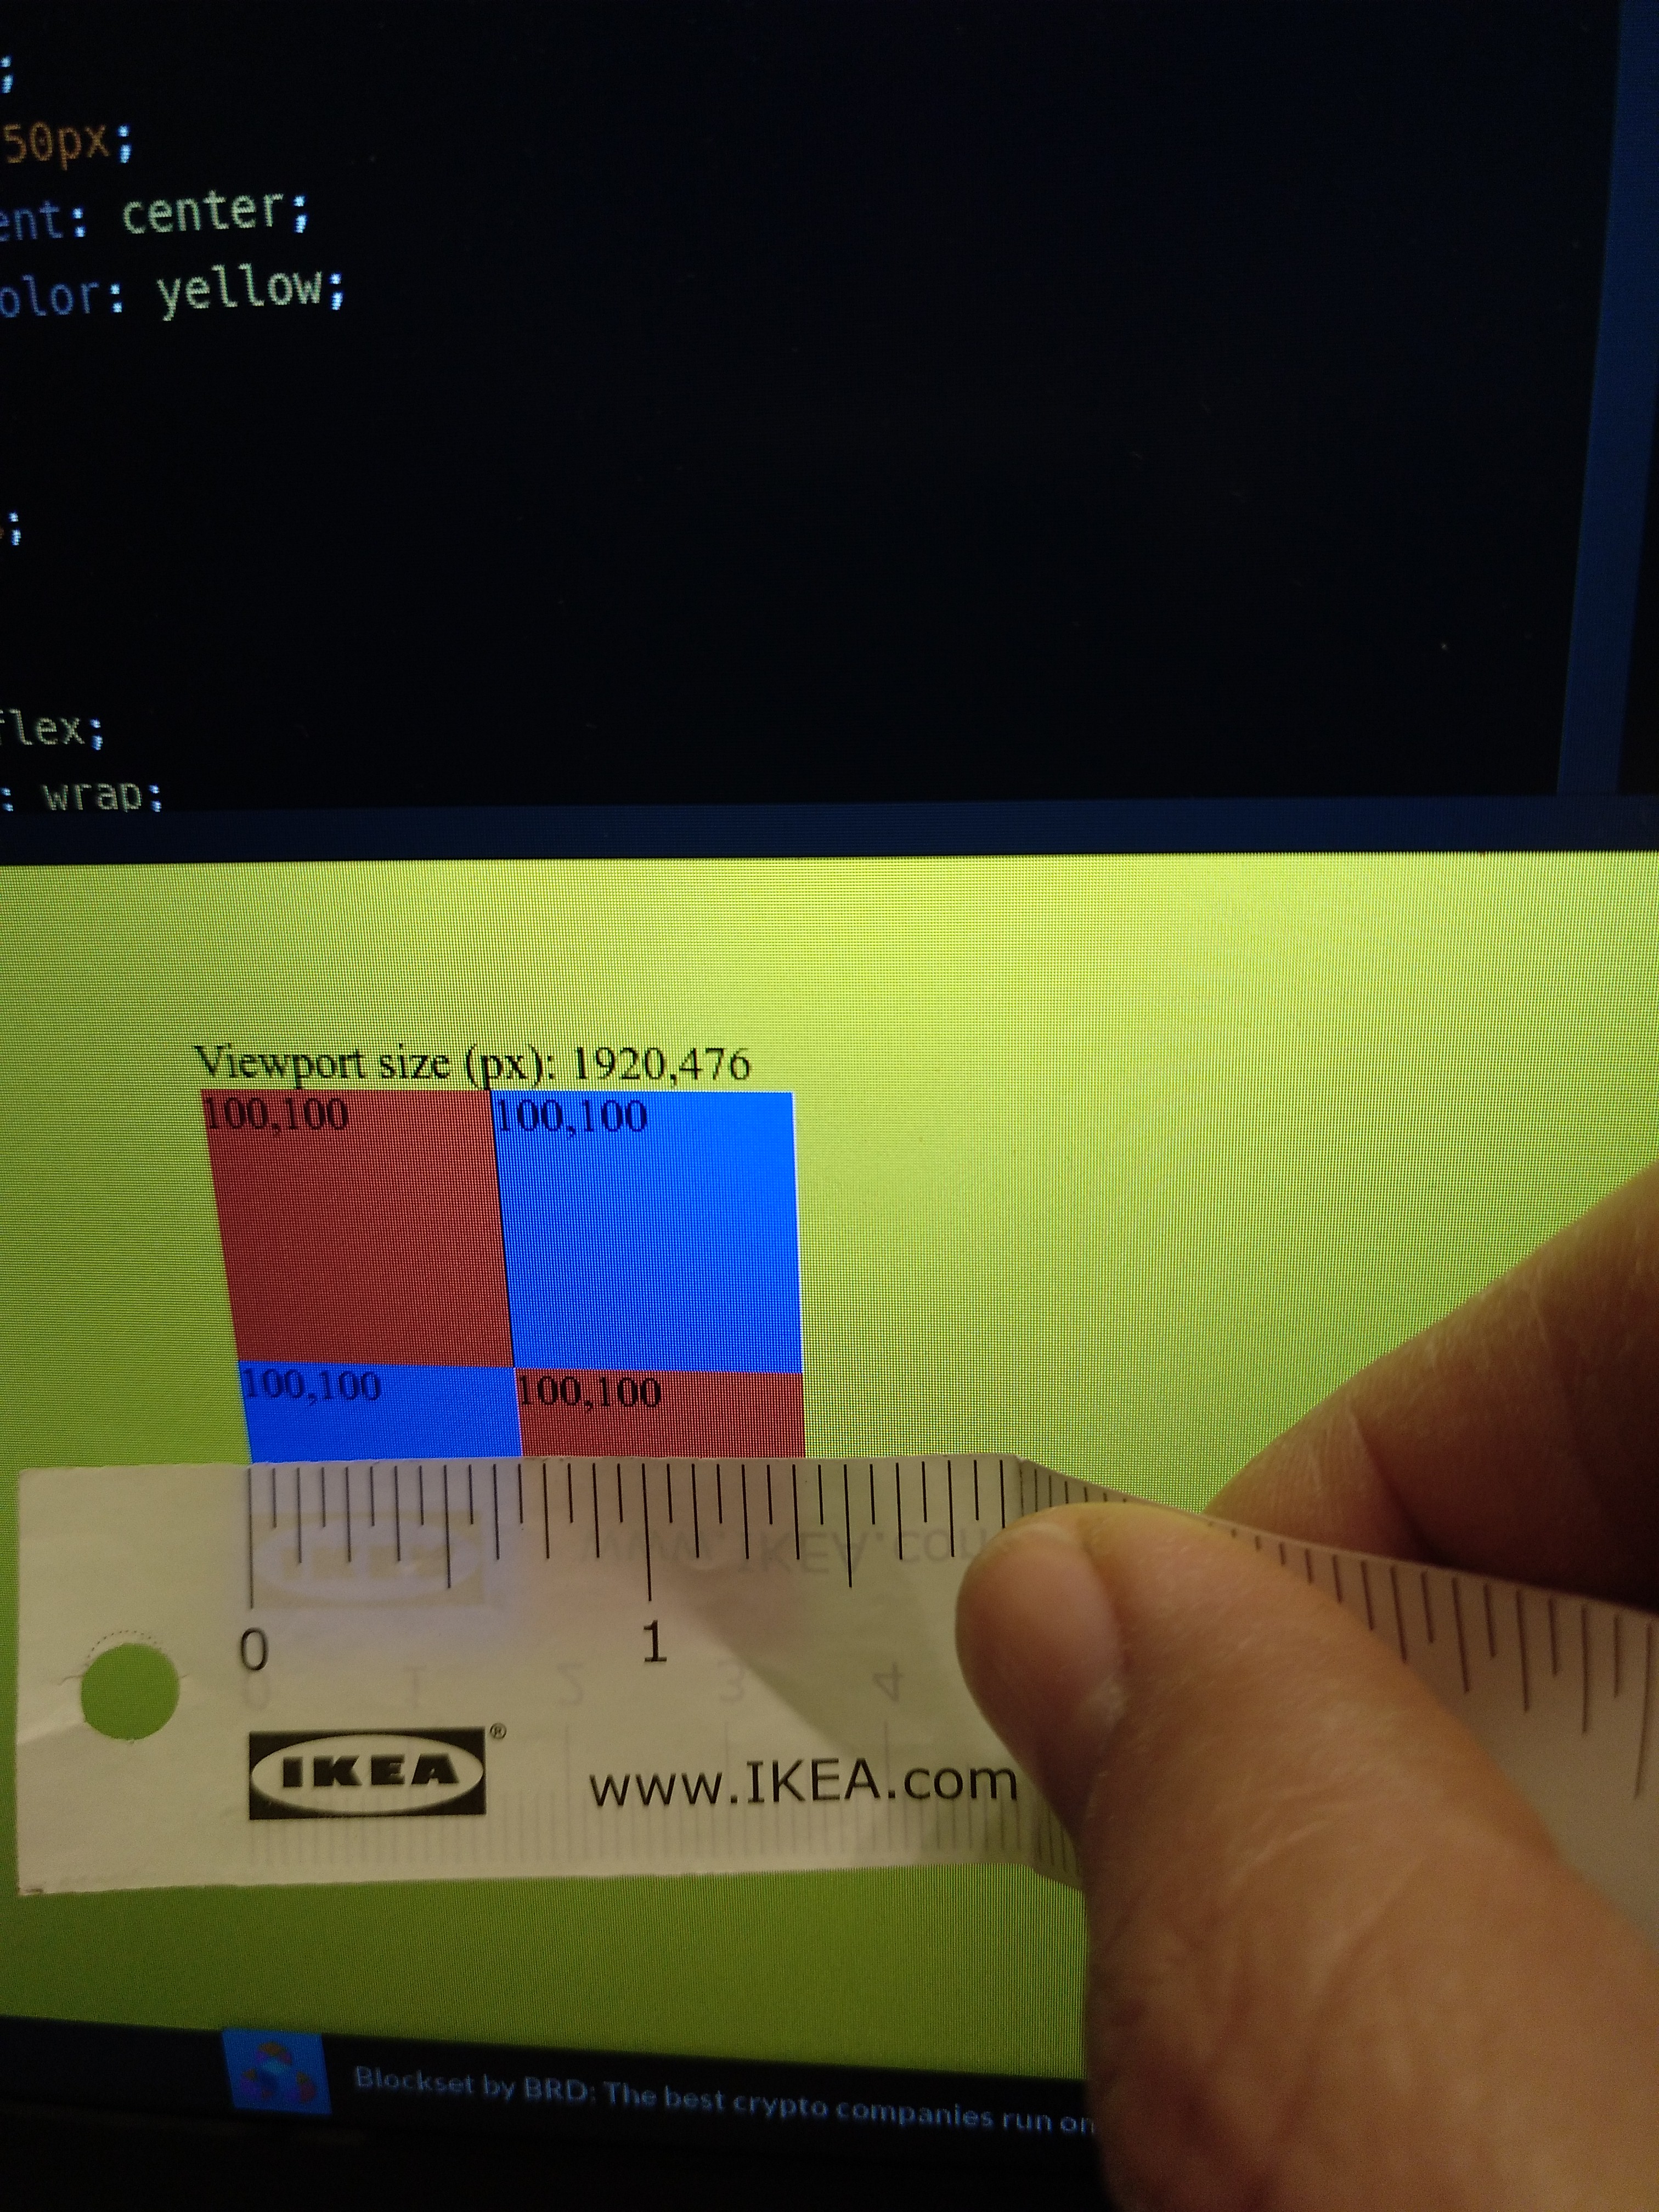 ;
50px;
ent: center;
olor: yellow;
;
flex;
: wrap;
Viewport size (px): 1920,476
100,100 100,100
100,100 100,100
0 1
IKEA® www.IKEA.com
Blockset by BRD: The best crypto companies run on